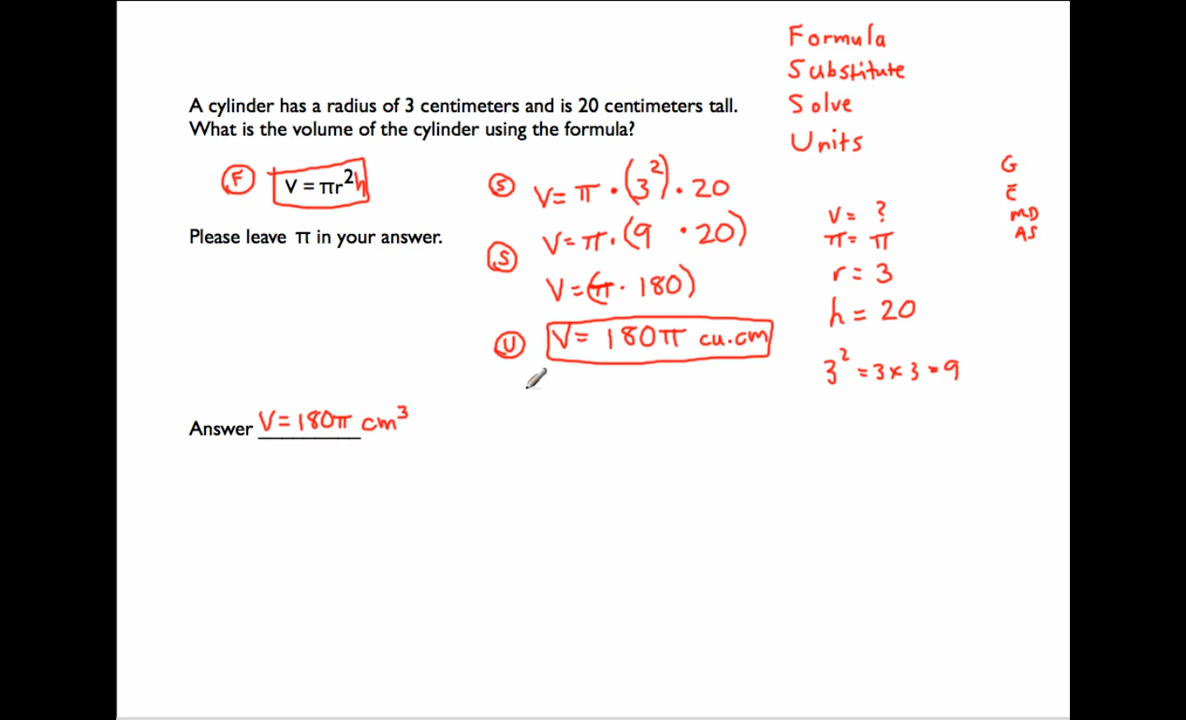 Formula
Substitute
Solve
Units
A cylinder has a radius of 3 centimeters and is 20 centimeters tall.
What is the volume of the cylinder using the formula?
F V = πr²h
Please leave π in your answer.
S V = π · (3²) · 20
S V = π · (9 · 20)
V = (π · 180)
U V = 180π cu.cm
G
E
MD
AS
V = ?
π = π
r = 3
h = 20
3² = 3 × 3 = 9
Answer V = 180π cm³